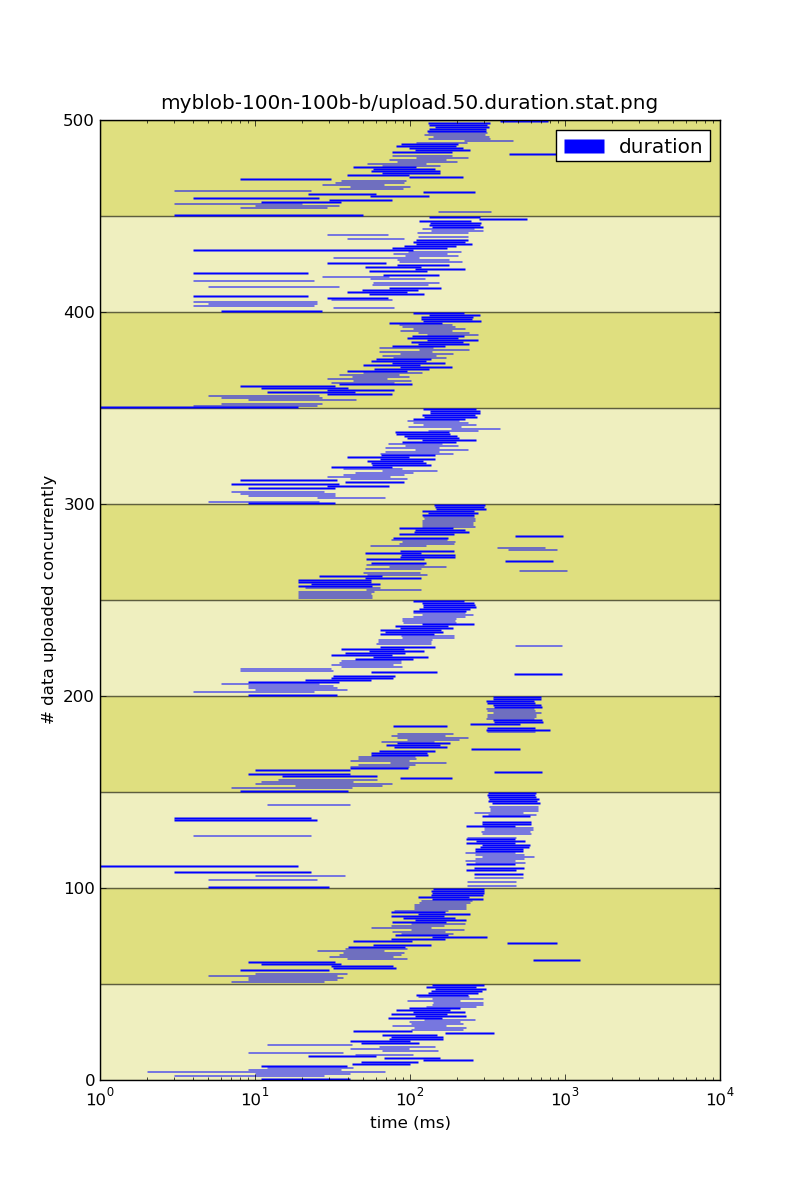 myblob-100n-100b-b/upload.50.duration.stat.png
duration
500
400
300
200
100
0
# data uploaded concurrently
10^0 10^1 10^2 10^3 10^4
time (ms)